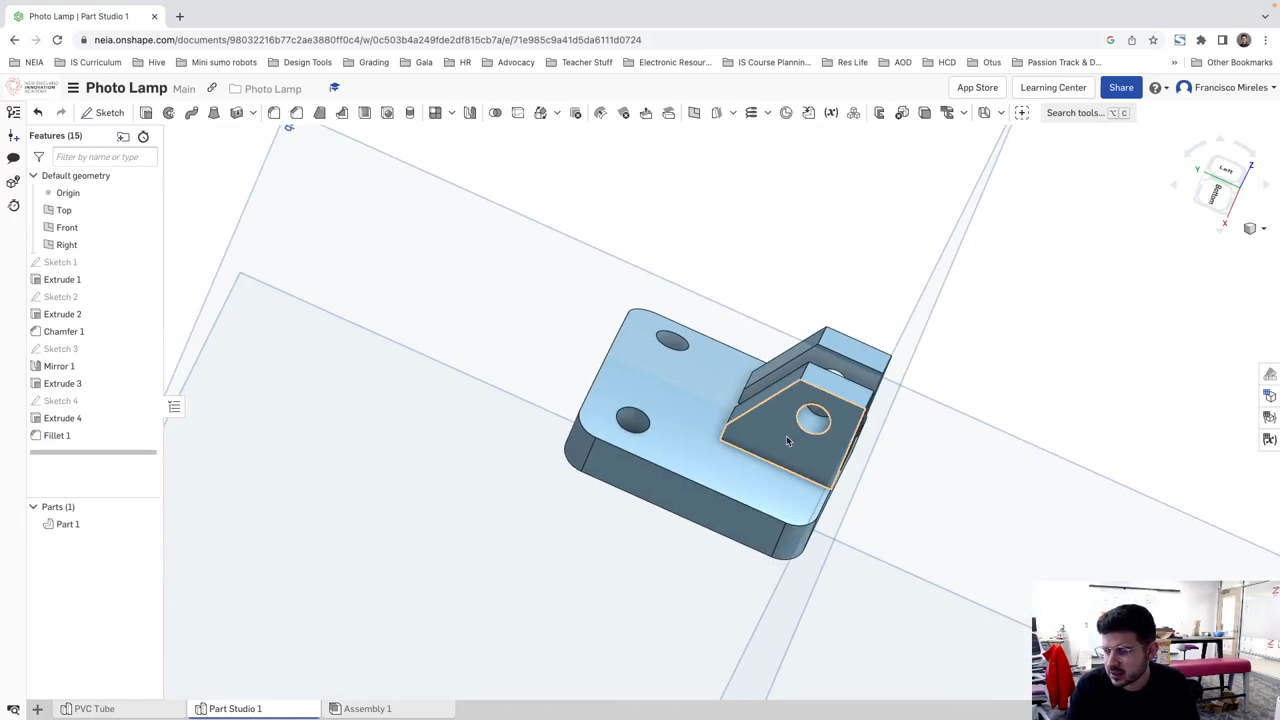 Photo Lamp | Part Studio 1
neia.onshape.com/documents/98032216b77c2ae3880ff0c4/w/0c503b4a249fde2df815cb7a/e/71e985c9a41d5da6111d0724
NEIA
IS Curriculum
Hive
Mini sumo robots
Design Tools
Grading
Gaia
HR
Advocacy
Teacher Stuff
Electronic Resour...
IS Course Plannin...
Res Life
AOD
HCD
Otus
Passion Track & D...
»
Other Bookmarks
Photo Lamp
Main
Photo Lamp
App Store
Learning Center
Share
Francisco Mireles
Sketch
Search tools... ⌥ C
Features (15)
Filter by name or type
Default geometry
Origin
Top
Front
Right
Sketch 1
Extrude 1
Sketch 2
Extrude 2
Chamfer 1
Sketch 3
Mirror 1
Extrude 3
Sketch 4
Extrude 4
Fillet 1
Parts (1)
Part 1
Left
Bottom
Z
Y
X
PVC Tube
Part Studio 1
Assembly 1